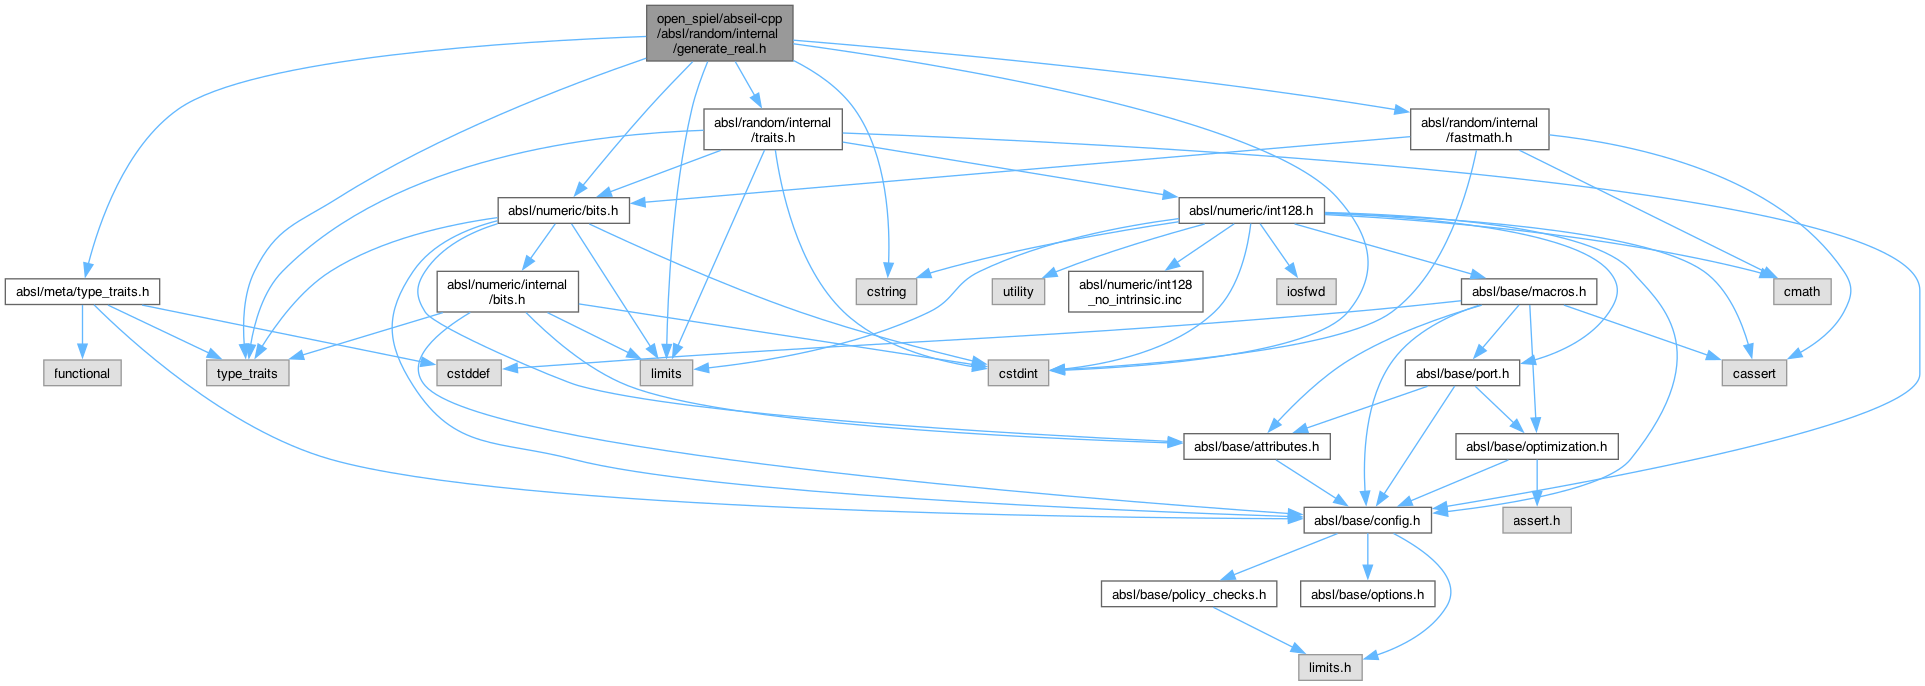 open_spiel/abseil-cpp
/absl/random/internal
/generate_real.h
absl/random/internal
/traits.h
absl/random/internal
/fastmath.h
absl/numeric/bits.h
absl/numeric/int128.h
absl/meta/type_traits.h
absl/numeric/internal
/bits.h
cstring
utility
absl/numeric/int128
_no_intrinsic.inc
iosfwd
absl/base/macros.h
cmath
functional
type_traits
cstddef
limits
cstdint
absl/base/port.h
cassert
absl/base/attributes.h
absl/base/optimization.h
absl/base/config.h
assert.h
absl/base/policy_checks.h
absl/base/options.h
limits.h